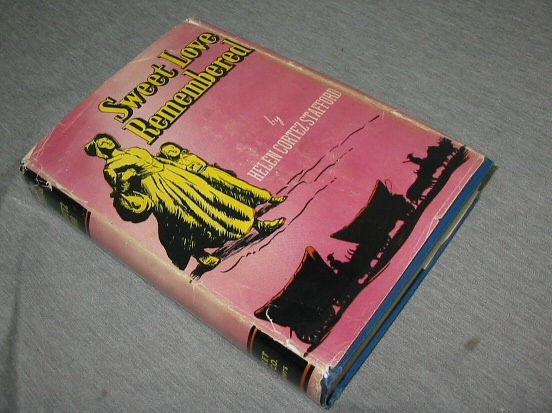 Sweet Love
Remembered
by
HELEN CORTEZ STAFFORD